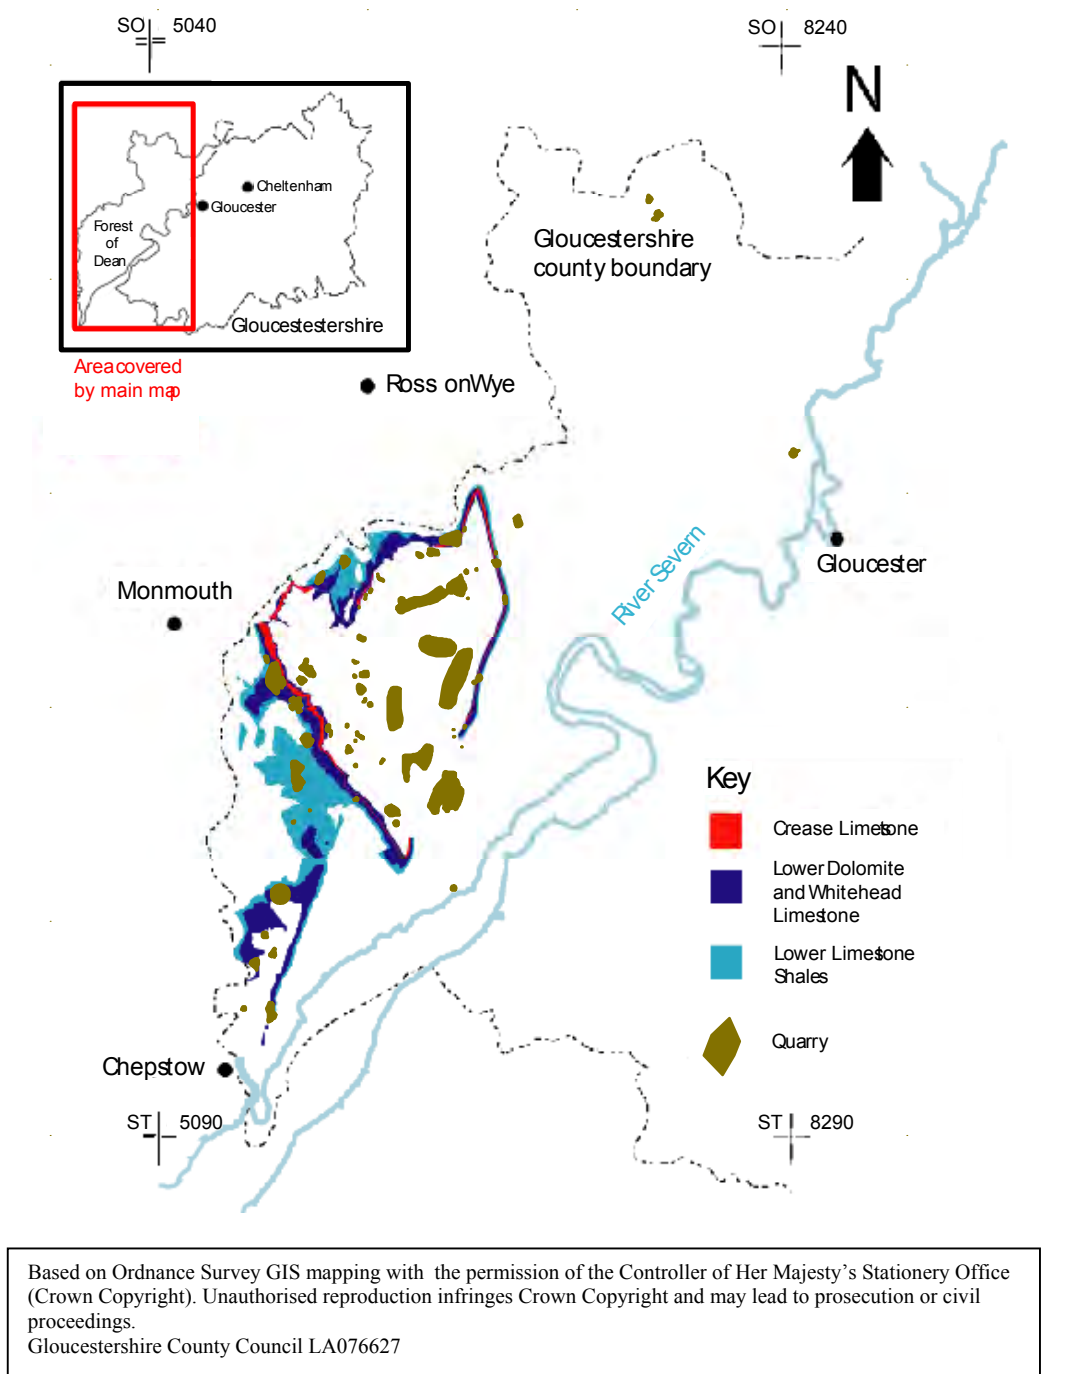 SO 5040
SO 8240
N
Cheltenham
Gloucester
Forest
of
Dean
Gloucestestershire
Area covered
by main map
Gloucestershire
county boundary
Ross on Wye
Monmouth
River Severn
Gloucester
Key
Crease Limestone
Lower Dolomite
and Whitehead
Limestone
Lower Limestone
Shales
Quarry
Chepstow
ST 5090
ST 8290
Based on Ordnance Survey GIS mapping with the permission of the Controller of Her Majesty’s Stationery Office
(Crown Copyright). Unauthorised reproduction infringes Crown Copyright and may lead to prosecution or civil
proceedings.
Gloucestershire County Council LA076627